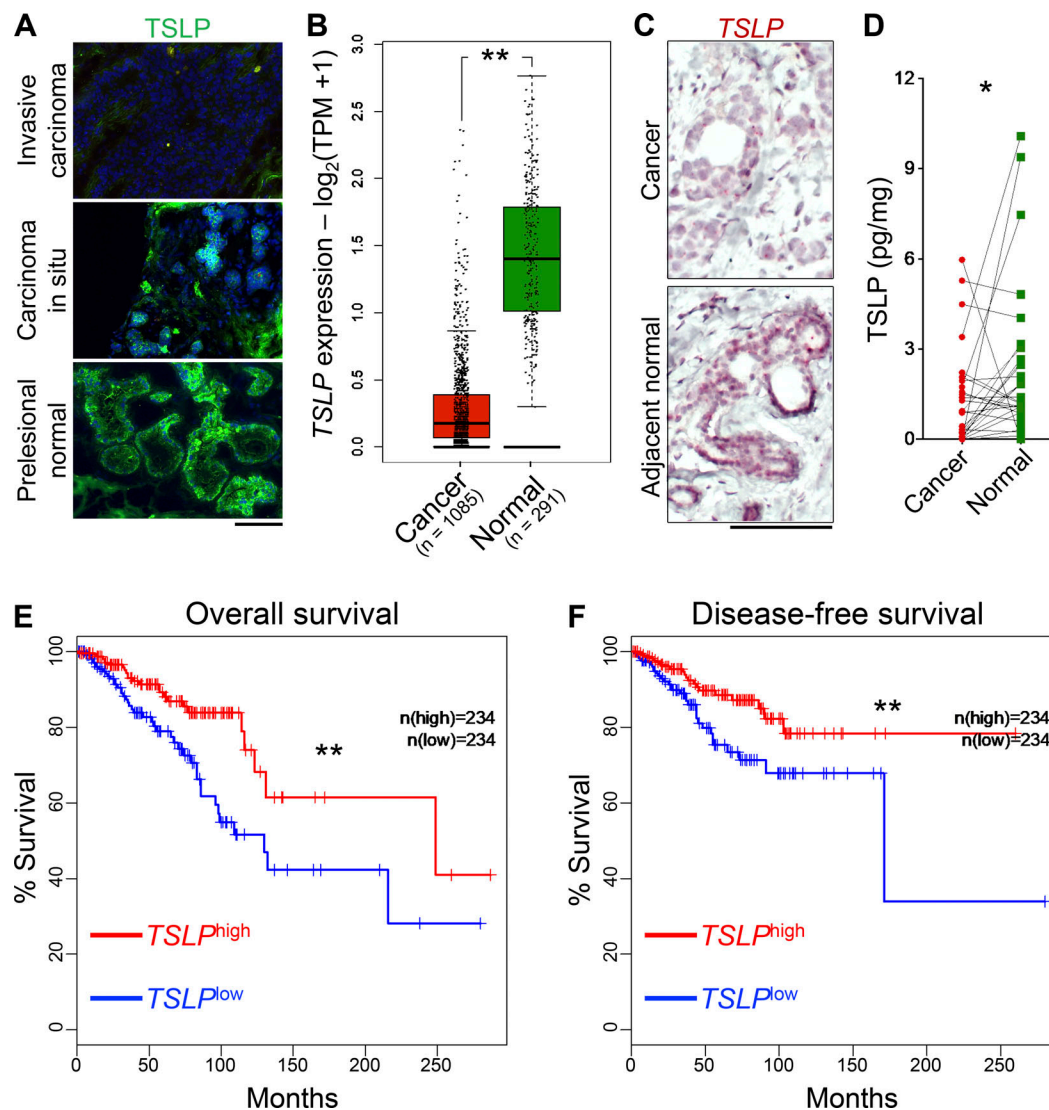 A
TSLP
Invasive
carcinoma
Carcinoma
in situ
Prelesional
normal
B
TSLP expression – log₂(TPM +1)
3.0
2.5
2.0
1.5
1.0
0.5
0.0
**
Cancer
(n = 1085)
Normal
(n = 291)
C
TSLP
Cancer
Adjacent normal
D
TSLP (pg/mg)
12
9
6
3
0
*
Cancer
Normal
E
Overall survival
% Survival
100
80
60
40
20
0
n(high)=234
n(low)=234
**
TSLPhigh
TSLPlow
0
50
100
150
200
250
Months
F
Disease-free survival
% Survival
100
80
60
40
20
0
**
n(high)=234
n(low)=234
TSLPhigh
TSLPlow
0
50
100
150
200
250
Months